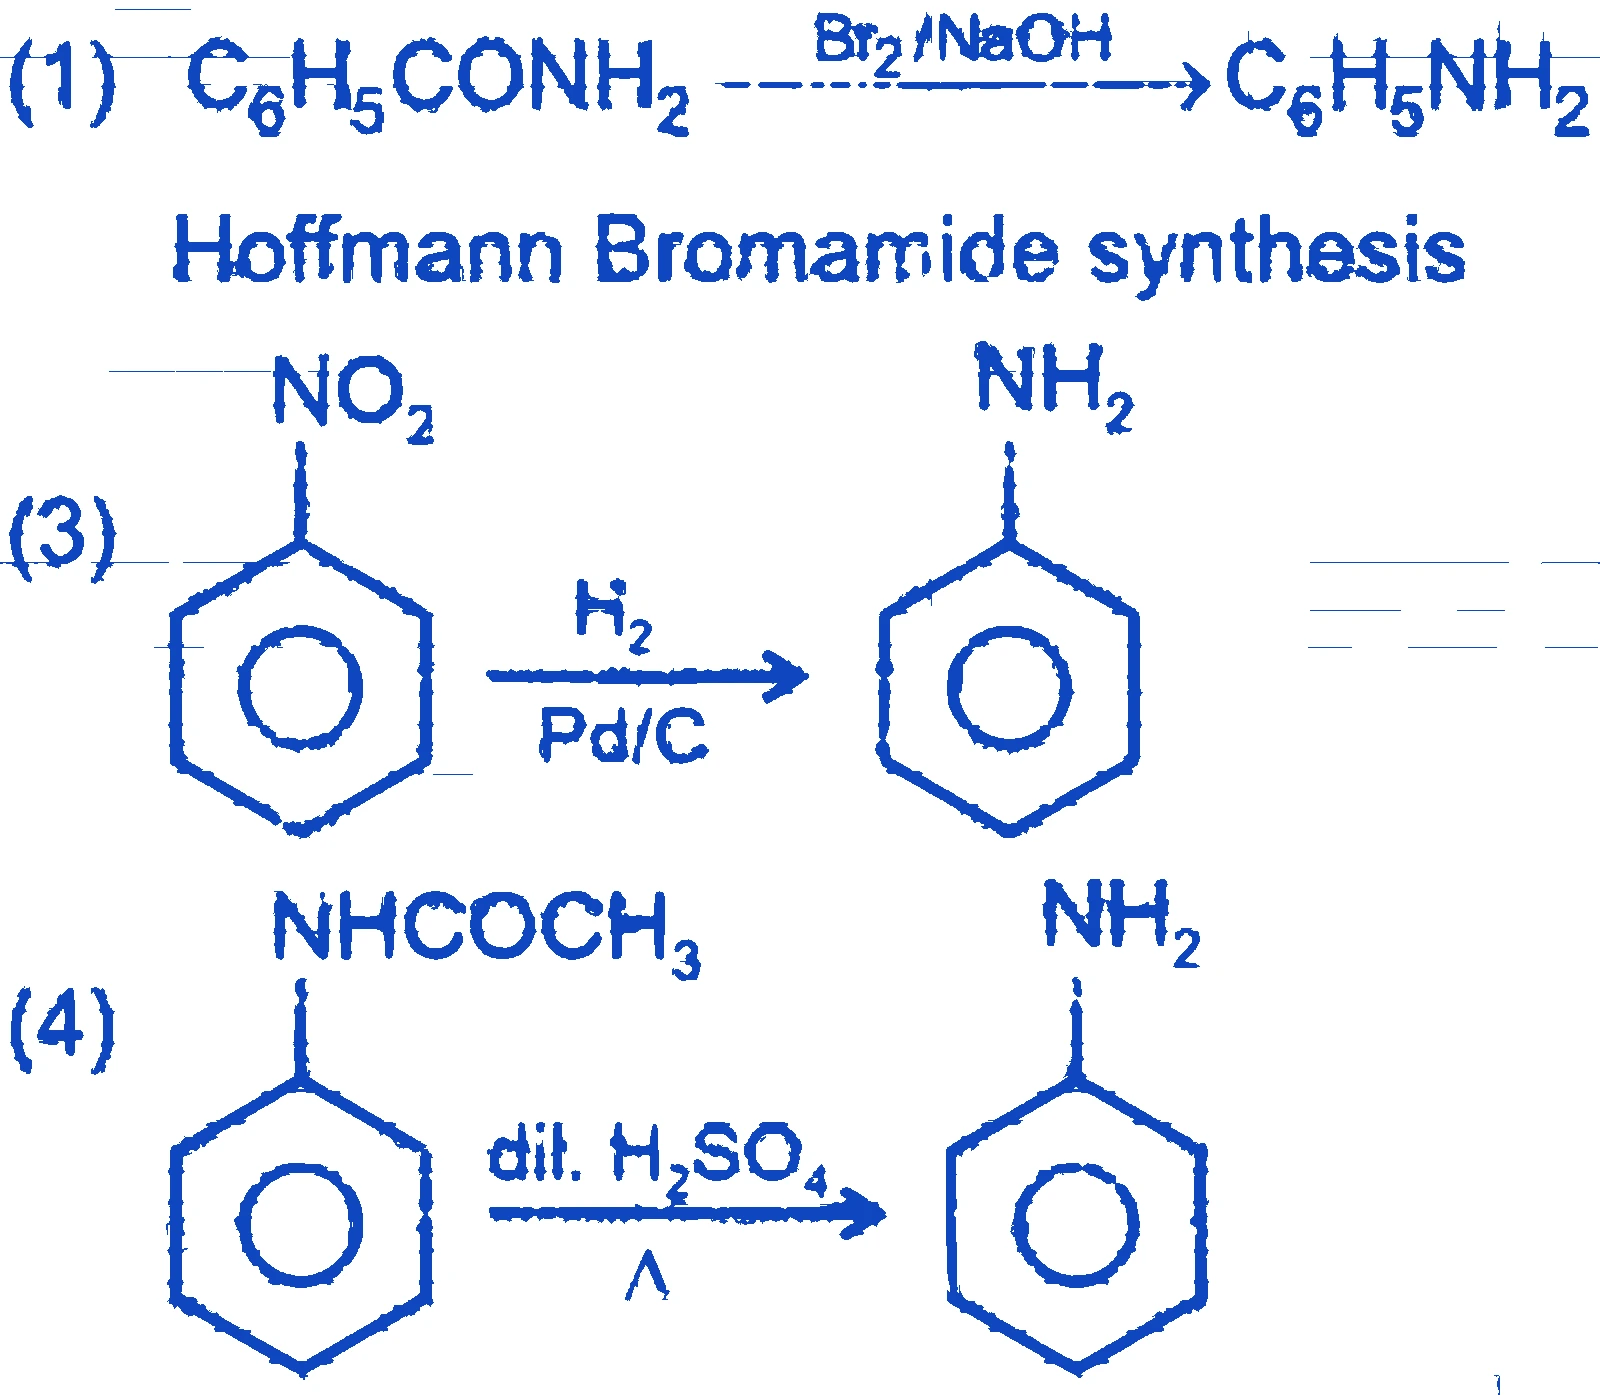 (1) C6H5CONH2 Br2/NaOH C6H5NH2
Hoffmann Bromamide synthesis
NO2 NH2
(3)
H2
Pd/C
NHCOCH3 NH2
(4)
dil. H2SO4
Δ